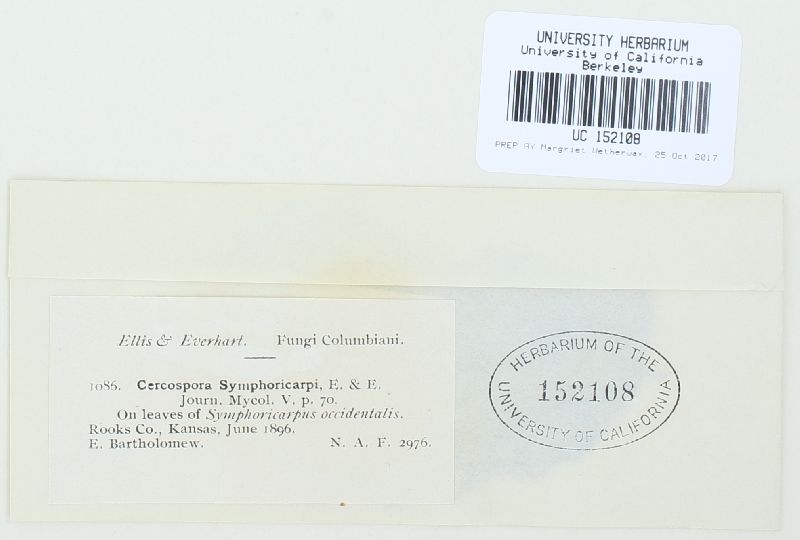 UNIVERSITY HERBARIUM
University of California
Berkeley
UC 152108
PREP BY Margriet Wetherwax, 25 Oct 2017
Ellis & Everhart. Fungi Columbiani.
1086. Cercospora Symphoricarpi, E. & E.
Journ. Mycol. V. p. 70.
On leaves of Symphoricarpus occidentalis.
Rooks Co., Kansas, June 1896.
E. Bartholomew. N. A. F. 2976.
HERBARIUM OF THE
152108
UNIVERSITY OF CALIFORNIA